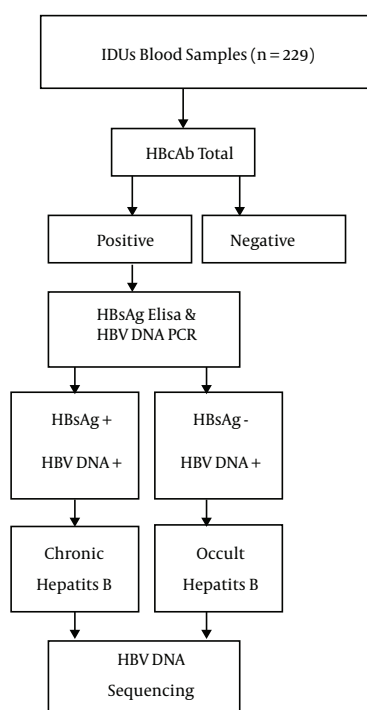 IDUs Blood Samples (n = 229)
HBcAb Total
Positive
Negative
HBsAg Elisa &
HBV DNA PCR
HBsAg +
HBV DNA +
HBsAg -
HBV DNA +
Chronic
Hepatits B
Occult
Hepatits B
HBV DNA
Sequencing